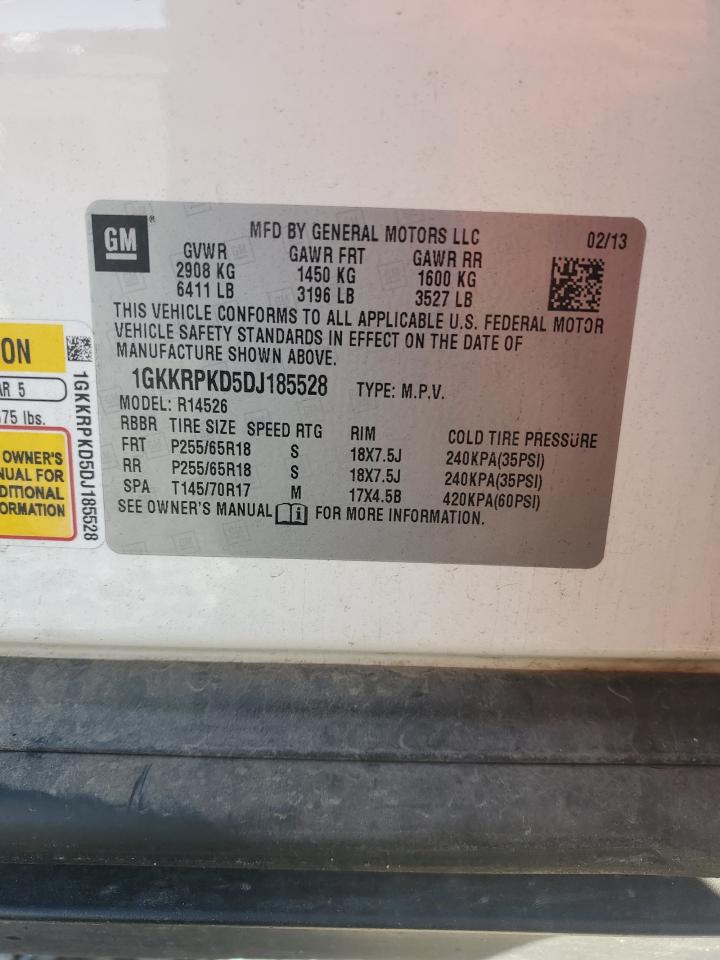 GM ®
MFD BY GENERAL MOTORS LLC 02/13
GVWR GAWR FRT GAWR RR
2908 KG 1450 KG 1600 KG
6411 LB 3196 LB 3527 LB
THIS VEHICLE CONFORMS TO ALL APPLICABLE U.S. FEDERAL MOTOR
VEHICLE SAFETY STANDARDS IN EFFECT ON THE DATE OF
MANUFACTURE SHOWN ABOVE.
1GKKRPKD5DJ185528 TYPE: M.P.V.
MODEL: R14526
RBBR TIRE SIZE SPEED RTG RIM COLD TIRE PRESSURE
FRT P255/65R18 S 18X7.5J 240KPA(35PSI)
RR P255/65R18 S 18X7.5J 240KPA(35PSI)
SPA T145/70R17 M 17X4.5B 420KPA(60PSI)
SEE OWNER'S MANUAL i FOR MORE INFORMATION.
ON
AR 5
75 lbs.
OWNER'S
NUAL FOR
DITIONAL
ORMATION
1GKKRPKD5DJ185528